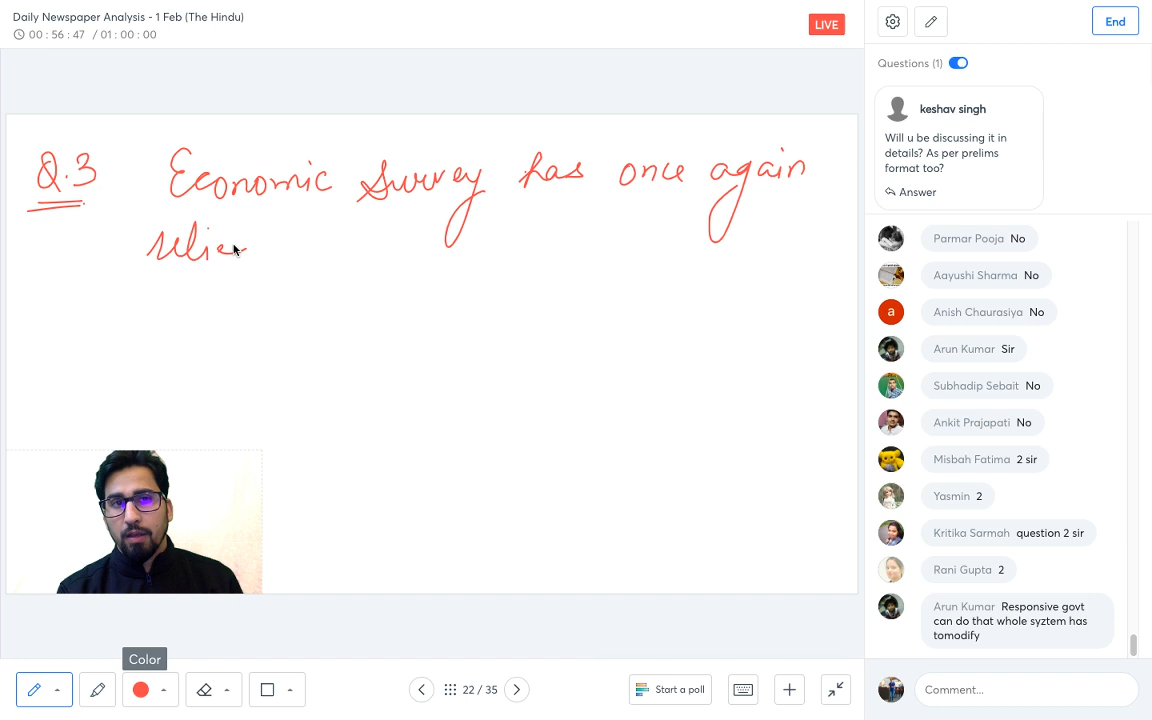 Daily Newspaper Analysis - 1 Feb (The Hindu)
00 : 56 : 47 / 01 : 00 : 00
LIVE
End
Questions (1)
keshav singh
Will u be discussing it in
details? As per prelims
format too?
Answer
Q.3 Economic Survey has once again
relie
Parmar Pooja No
Aayushi Sharma No
a
Anish Chaurasiya No
Arun Kumar Sir
Subhadip Sebait No
Ankit Prajapati No
Misbah Fatima 2 sir
Yasmin 2
Kritika Sarmah question 2 sir
Rani Gupta 2
Arun Kumar Responsive govt
can do that whole syztem has
tomodify
Color
22 / 35
Start a poll
Comment...